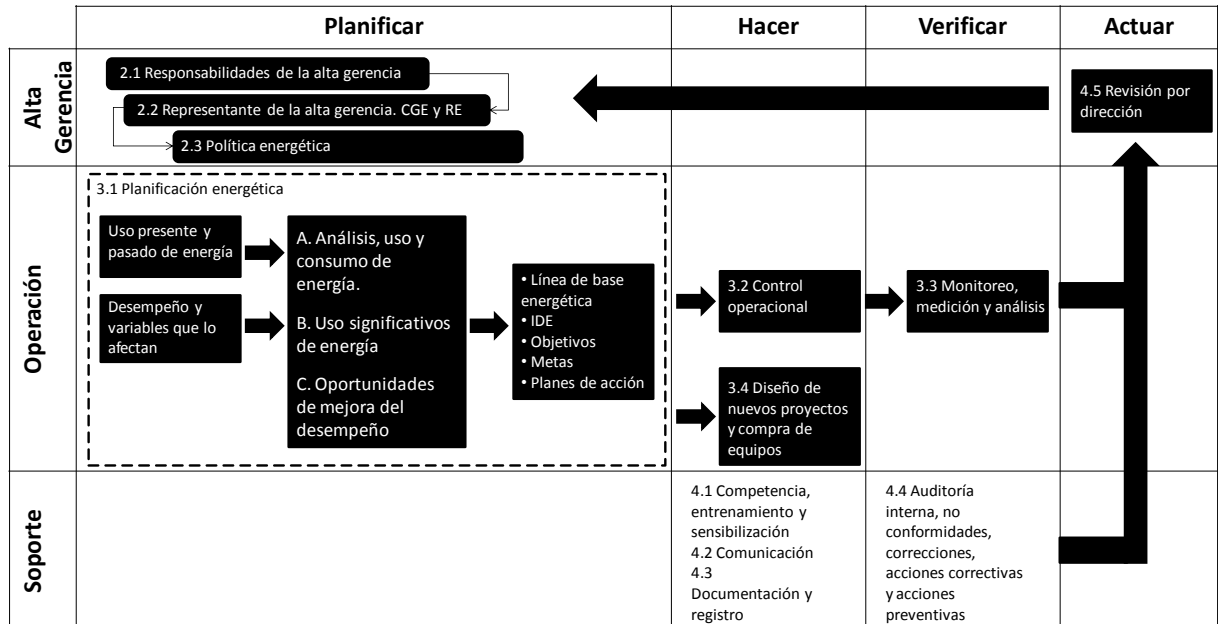 Planificar
Hacer
Verificar
Actuar
Alta
Gerencia
2.1 Responsabilidades de la alta gerencia
2.2 Representante de la alta gerencia. CGE y RE
2.3 Política energética
4.5 Revisión por
dirección
Operación
3.1 Planificación energética
Uso presente y
pasado de energía
Desempeño y
variables que lo
afectan
A. Análisis, uso y
consumo de
energía.
B. Uso significativos
de energía
C. Oportunidades
de mejora del
desempeño
• Línea de base
energética
• IDE
• Objetivos
• Metas
• Planes de acción
3.2 Control
operacional
3.4 Diseño de
nuevos proyectos
y compra de
equipos
3.3 Monitoreo,
medición y análisis
Soporte
4.1 Competencia,
entrenamiento y
sensibilización
4.2 Comunicación
4.3
Documentación y
registro
4.4 Auditoría
interna, no
conformidades,
correcciones,
acciones correctivas
y acciones
preventivas